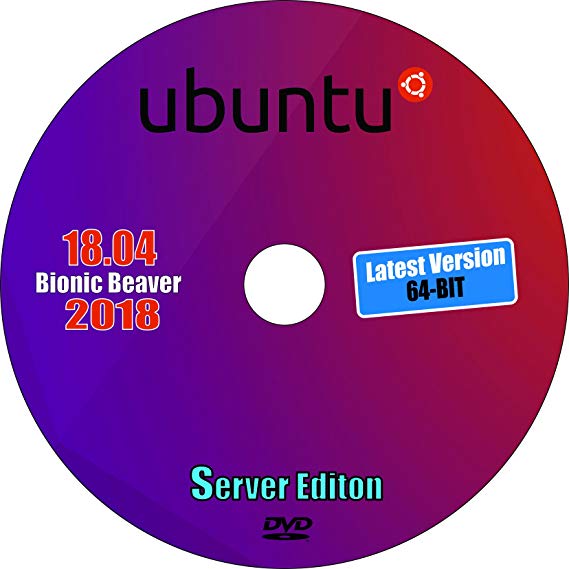 ubuntu
18.04
Bionic Beaver
2018
Latest Version
64-BIT
Server Editon
DVD